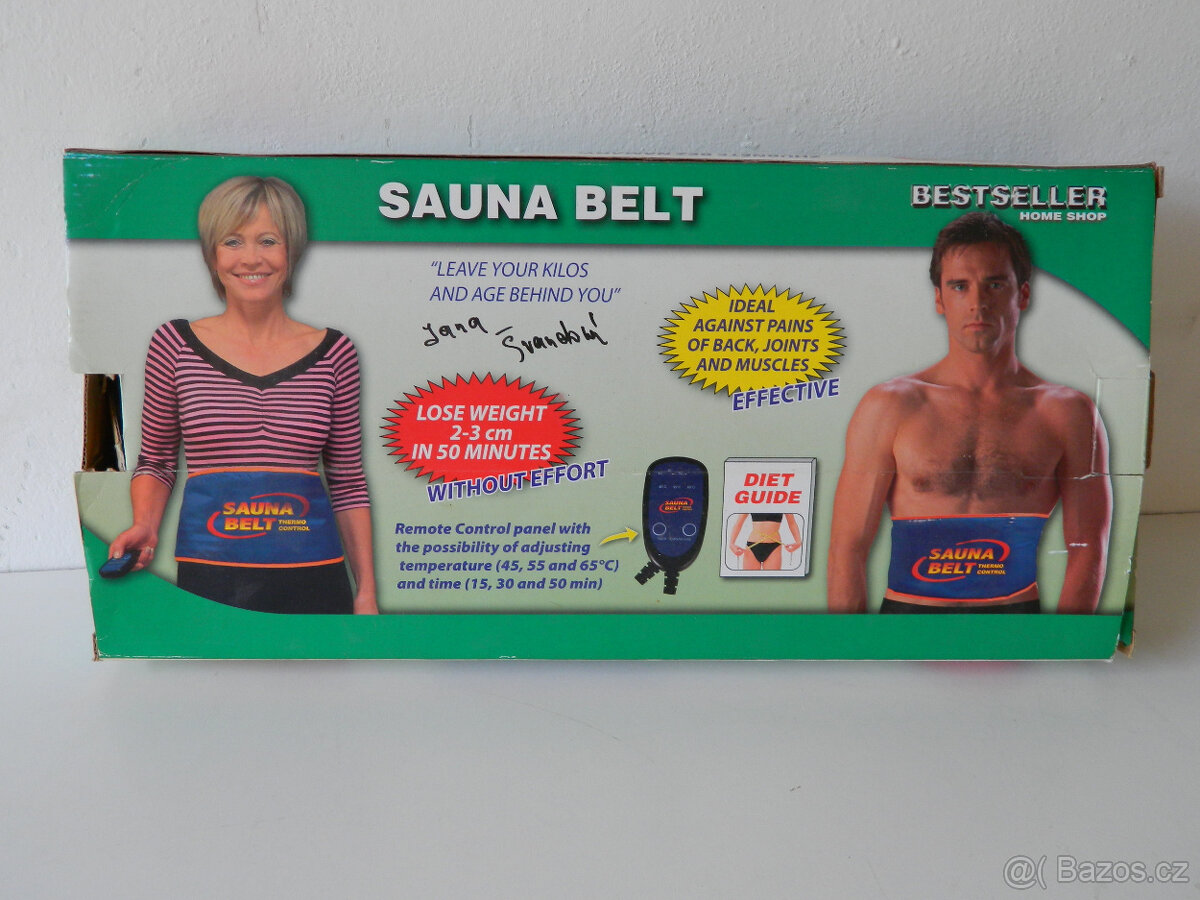 SAUNA BELT
BESTSELLER
HOME SHOP
"LEAVE YOUR KILOS
AND AGE BEHIND YOU"
Jana
IDEAL
AGAINST PAINS
OF BACK, JOINTS
AND MUSCLES
EFFECTIVE
LOSE WEIGHT
2-3 cm
IN 50 MINUTES
WITHOUT EFFORT
Remote Control panel with
the possibility of adjusting
temperature (45, 55 and 65°C)
and time (15, 30 and 50 min)
SAUNA
BELT
DIET
GUIDE
SAUNA
BELT THERMO
CONTROL
SAUNA
BELT THERMO
CONTROL
@( Bazos.cz